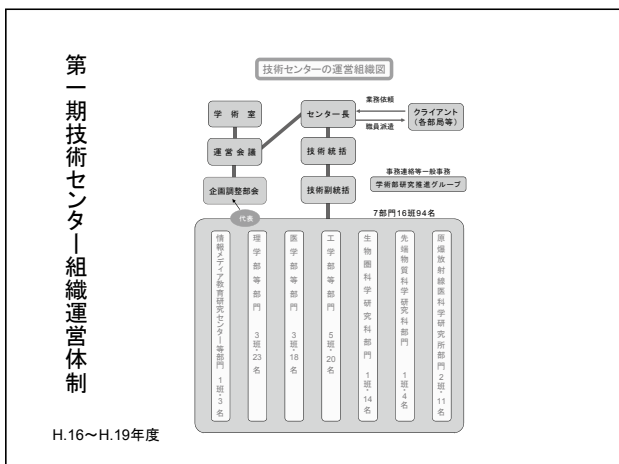 第一期技術センター組織運営体制
技術センターの運営組織図
学術室
センター長
業務依頼
職員派遣
クライアント
(各部局等)
運営会議
技術統括
企画調整部会
技術副統括
事務連絡等一般事務
学術部研究推進グループ
代表
7部門16班94名
情報メディア教育研究センター等部門 1班・3名
理学部等部門 3班・23名
医学部等部門 3班・18名
工学部等部門 5班・20名
生物圏科学研究科部門 1班・14名
先端物質科学研究科部門 1班・4名
原爆放射線医科学研究所部門 2班・11名
H.16～H.19年度